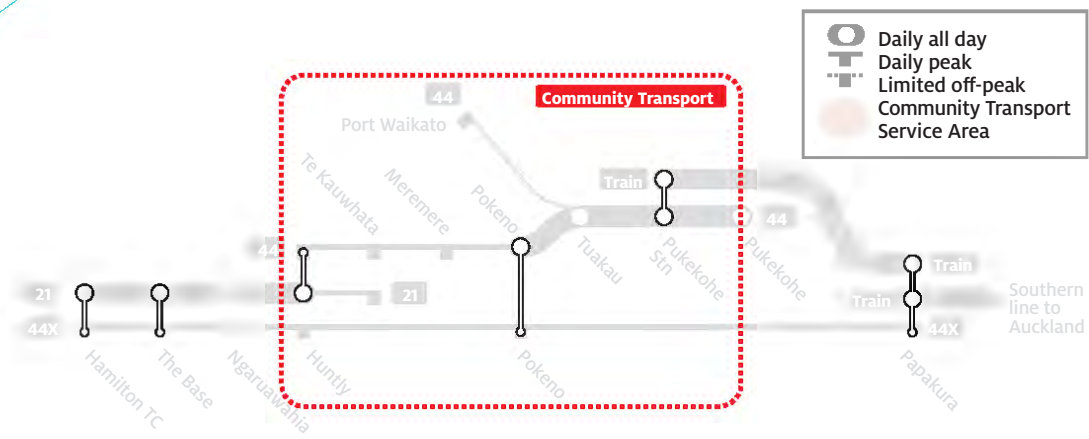 Daily all day
Daily peak
Limited off-peak
Community Transport
Service Area
Community Transport
44
Port Waikato
Te Kauwhata
Meremere
Pokeno
Train
44
Tuakau
Pukekohe
Stn
Pukekohe
44
Train
21
21
Train
Southern
line to
Auckland
44X
44X
Hamilton TC
The Base
Ngaruawahia
Huntly
Pokeno
Papakura